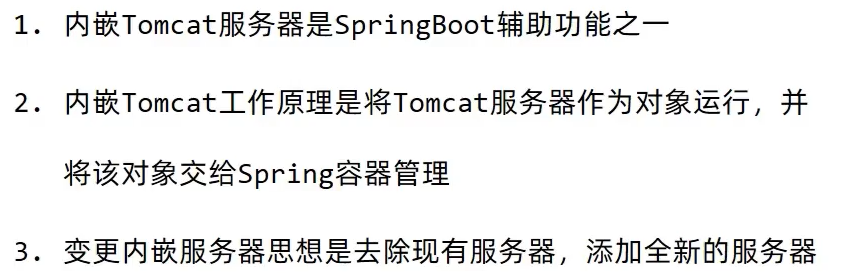 1. 内嵌Tomcat服务器是SpringBoot辅助功能之一
2. 内嵌Tomcat工作原理是将Tomcat服务器作为对象运行，并
将该对象交给Spring容器管理
3. 变更内嵌服务器思想是去除现有服务器，添加全新的服务器